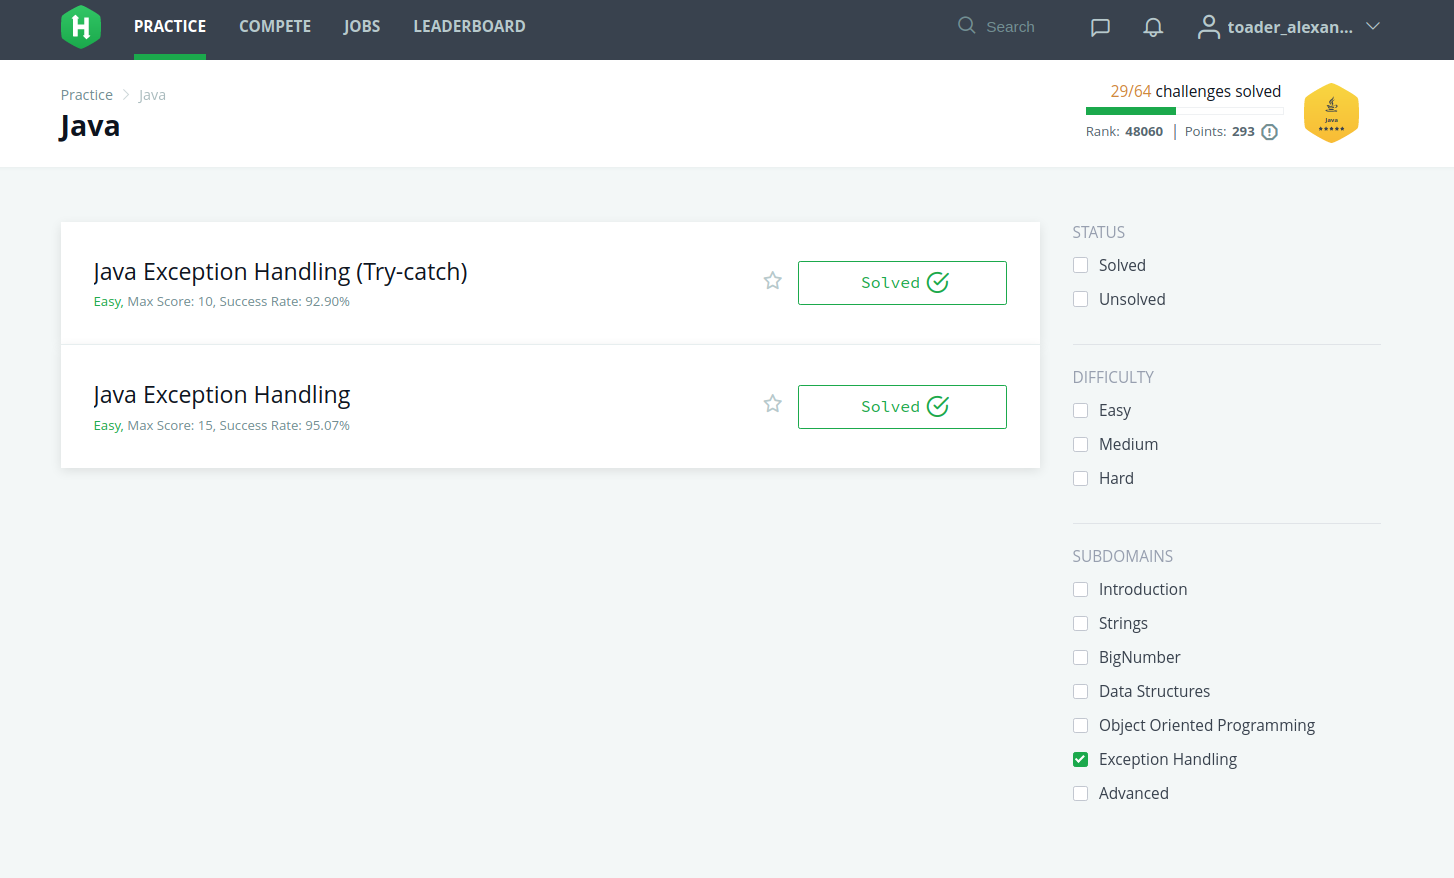 PRACTICE COMPETE JOBS LEADERBOARD Search toader_alexan...
Practice Java
Java
29/64 challenges solved
Rank: 48060 | Points: 293
Java
Java Exception Handling (Try-catch)
Easy, Max Score: 10, Success Rate: 92.90%
Solved
Java Exception Handling
Easy, Max Score: 15, Success Rate: 95.07%
Solved
STATUS
Solved
Unsolved
DIFFICULTY
Easy
Medium
Hard
SUBDOMAINS
Introduction
Strings
BigNumber
Data Structures
Object Oriented Programming
Exception Handling
Advanced